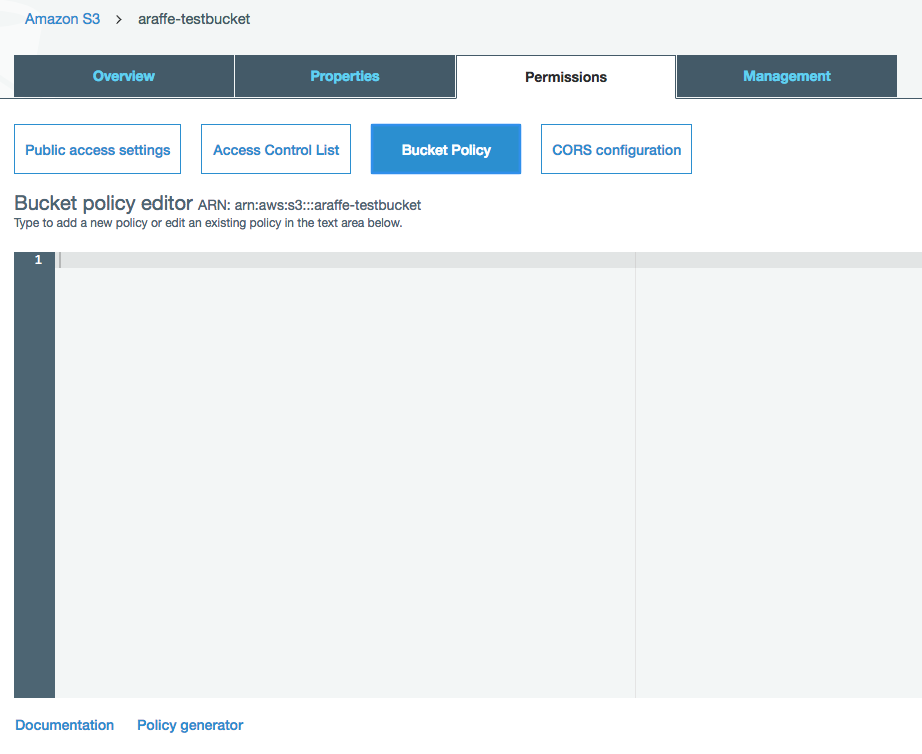 Amazon S3 > araffe-testbucket
Overview Properties Permissions Management
Public access settings Access Control List Bucket Policy CORS configuration
Bucket policy editor ARN: arn:aws:s3:::araffe-testbucket
Type to add a new policy or edit an existing policy in the text area below.
1
Documentation Policy generator